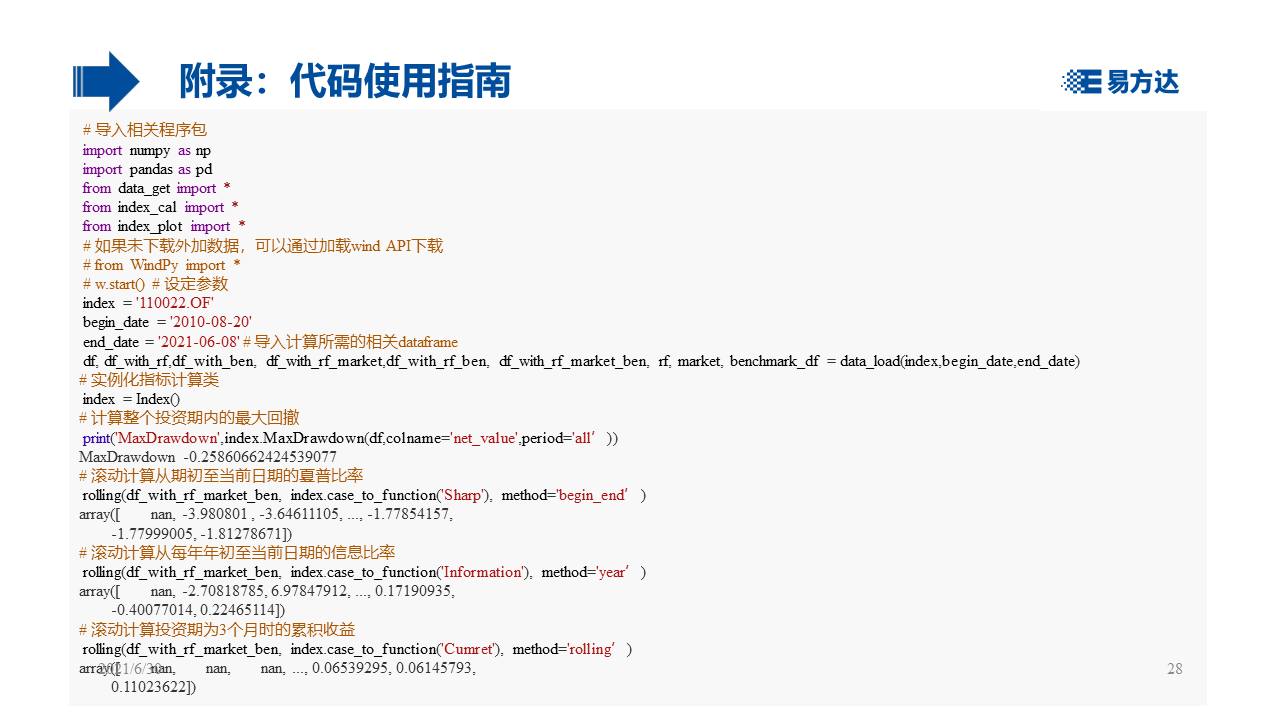 附录：代码使用指南
易方达
# 导入相关程序包
import numpy as np
import pandas as pd
from data_get import *
from index_cal import *
from index_plot import *
# 如果未下载外加数据，可以通过加载wind API下载
# from WindPy import *
# w.start() # 设定参数
index = '110022.OF'
begin_date = '2010-08-20'
end_date = '2021-06-08' # 导入计算所需的相关dataframe
df, df_with_rf,df_with_ben, df_with_rf_market,df_with_rf_ben, df_with_rf_market_ben, rf, market, benchmark_df = data_load(index,begin_date,end_date)
# 实例化指标计算类
index = Index()
# 计算整个投资期内的最大回撤
print('MaxDrawdown',index.MaxDrawdown(df,colname='net_value',period='all′))
MaxDrawdown -0.25860662424539077
# 滚动计算从期初至当前日期的夏普比率
rolling(df_with_rf_market_ben, index.case_to_function('Sharp'), method='begin_end′)
array([ nan, -3.980801 , -3.64611105, ..., -1.77854157,
-1.77999005, -1.81278671])
# 滚动计算从每年年初至当前日期的信息比率
rolling(df_with_rf_market_ben, index.case_to_function('Information'), method='year′)
array([ nan, -2.70818785, 6.97847912, ..., 0.17190935,
-0.40077014, 0.22465114])
# 滚动计算投资期为3个月时的累积收益
rolling(df_with_rf_market_ben, index.case_to_function('Cumret'), method='rolling′)
array([ nan, nan, nan, ..., 0.06539295, 0.06145793,
0.11023622])
2021/6/30
28